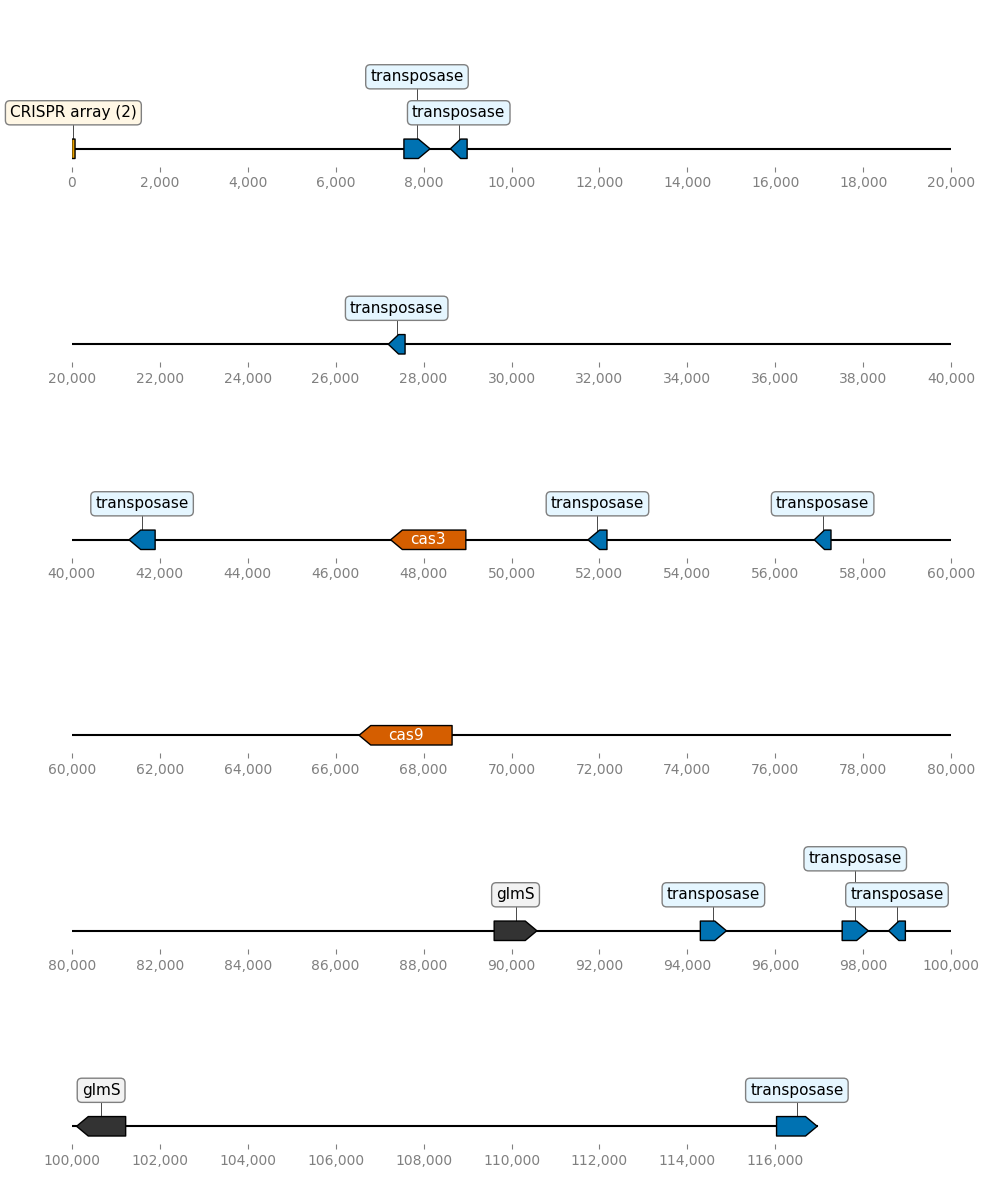 transposase
CRISPR array (2) transposase
0 2,000 4,000 6,000 8,000 10,000 12,000 14,000 16,000 18,000 20,000
transposase
20,000 22,000 24,000 26,000 28,000 30,000 32,000 34,000 36,000 38,000 40,000
transposase transposase transposase
cas3
40,000 42,000 44,000 46,000 48,000 50,000 52,000 54,000 56,000 58,000 60,000
cas9
60,000 62,000 64,000 66,000 68,000 70,000 72,000 74,000 76,000 78,000 80,000
transposase
glmS transposase transposase
80,000 82,000 84,000 86,000 88,000 90,000 92,000 94,000 96,000 98,000 100,000
glmS transposase
100,000 102,000 104,000 106,000 108,000 110,000 112,000 114,000 116,000